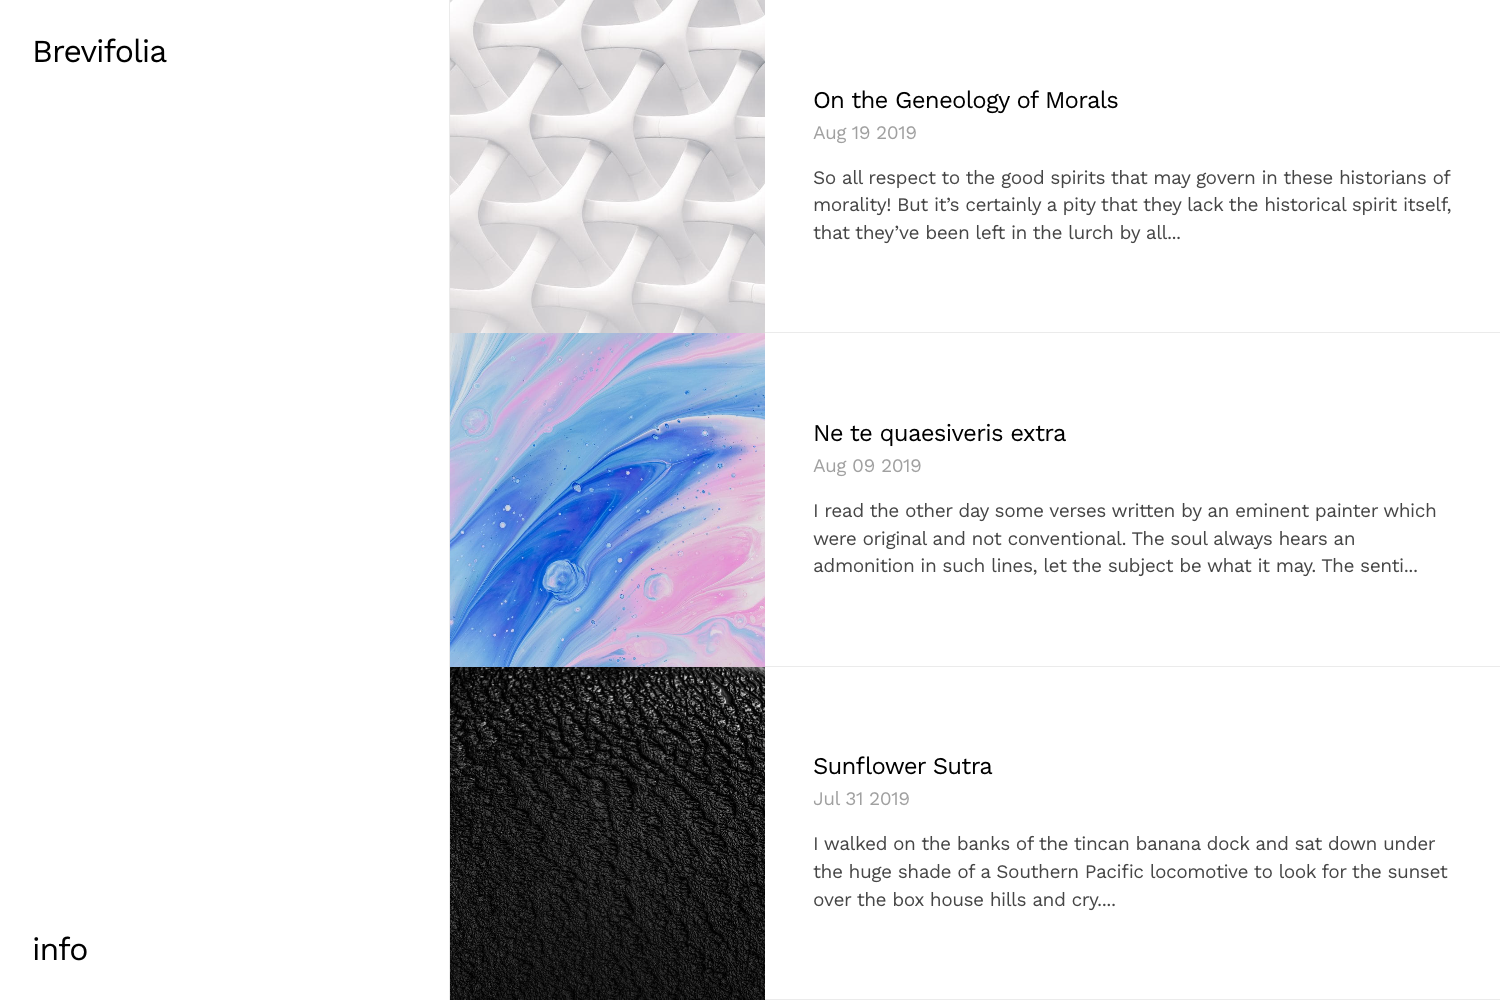 Brevifolia
On the Geneology of Morals
Aug 19 2019
So all respect to the good spirits that may govern in these historians of
morality! But it’s certainly a pity that they lack the historical spirit itself,
that they’ve been left in the lurch by all...
Ne te quaesiveris extra
Aug 09 2019
I read the other day some verses written by an eminent painter which
were original and not conventional. The soul always hears an
admonition in such lines, let the subject be what it may. The senti...
Sunflower Sutra
Jul 31 2019
I walked on the banks of the tincan banana dock and sat down under
the huge shade of a Southern Pacific locomotive to look for the sunset
over the box house hills and cry....
info